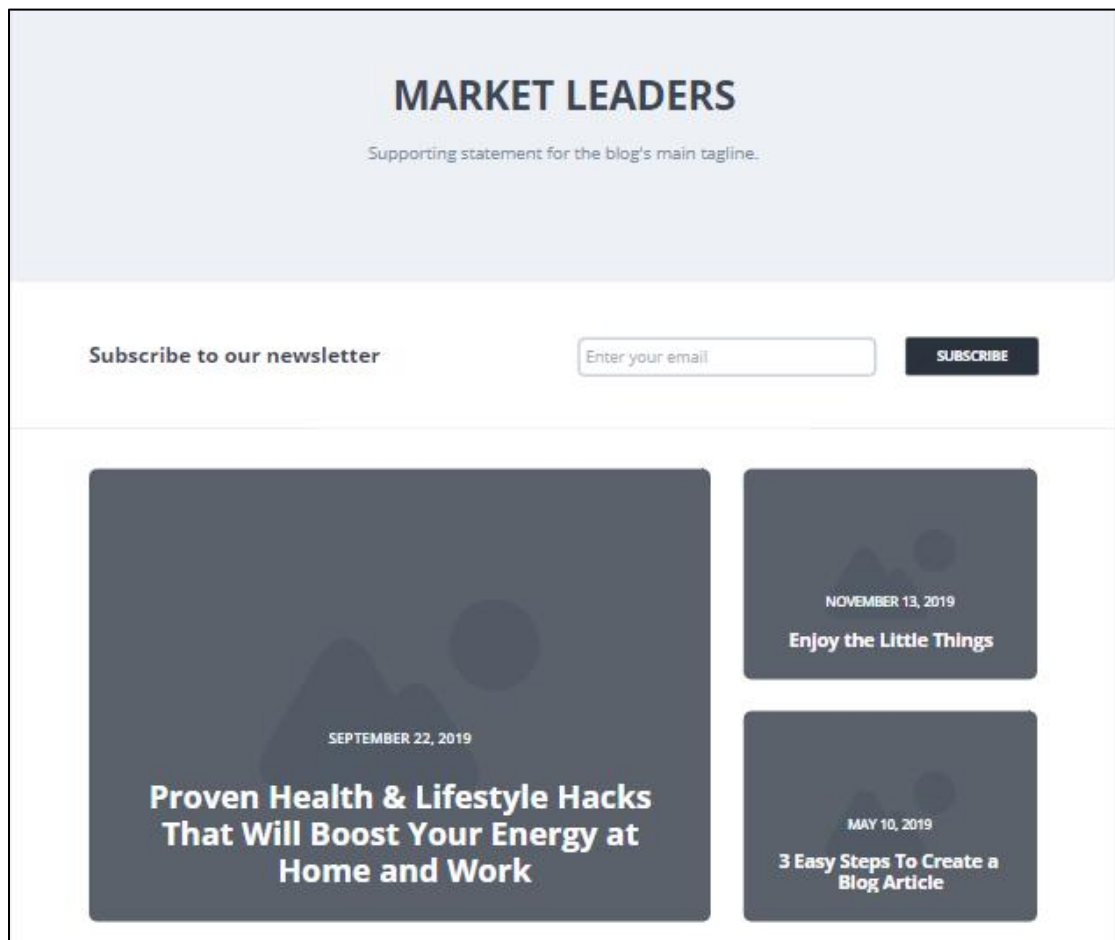 MARKET LEADERS
Supporting statement for the blog's main tagline.
Subscribe to our newsletter
Enter your email
SUBSCRIBE
SEPTEMBER 22, 2019
Proven Health & Lifestyle Hacks
That Will Boost Your Energy at
Home and Work
NOVEMBER 13, 2019
Enjoy the Little Things
MAY 10, 2019
3 Easy Steps To Create a
Blog Article